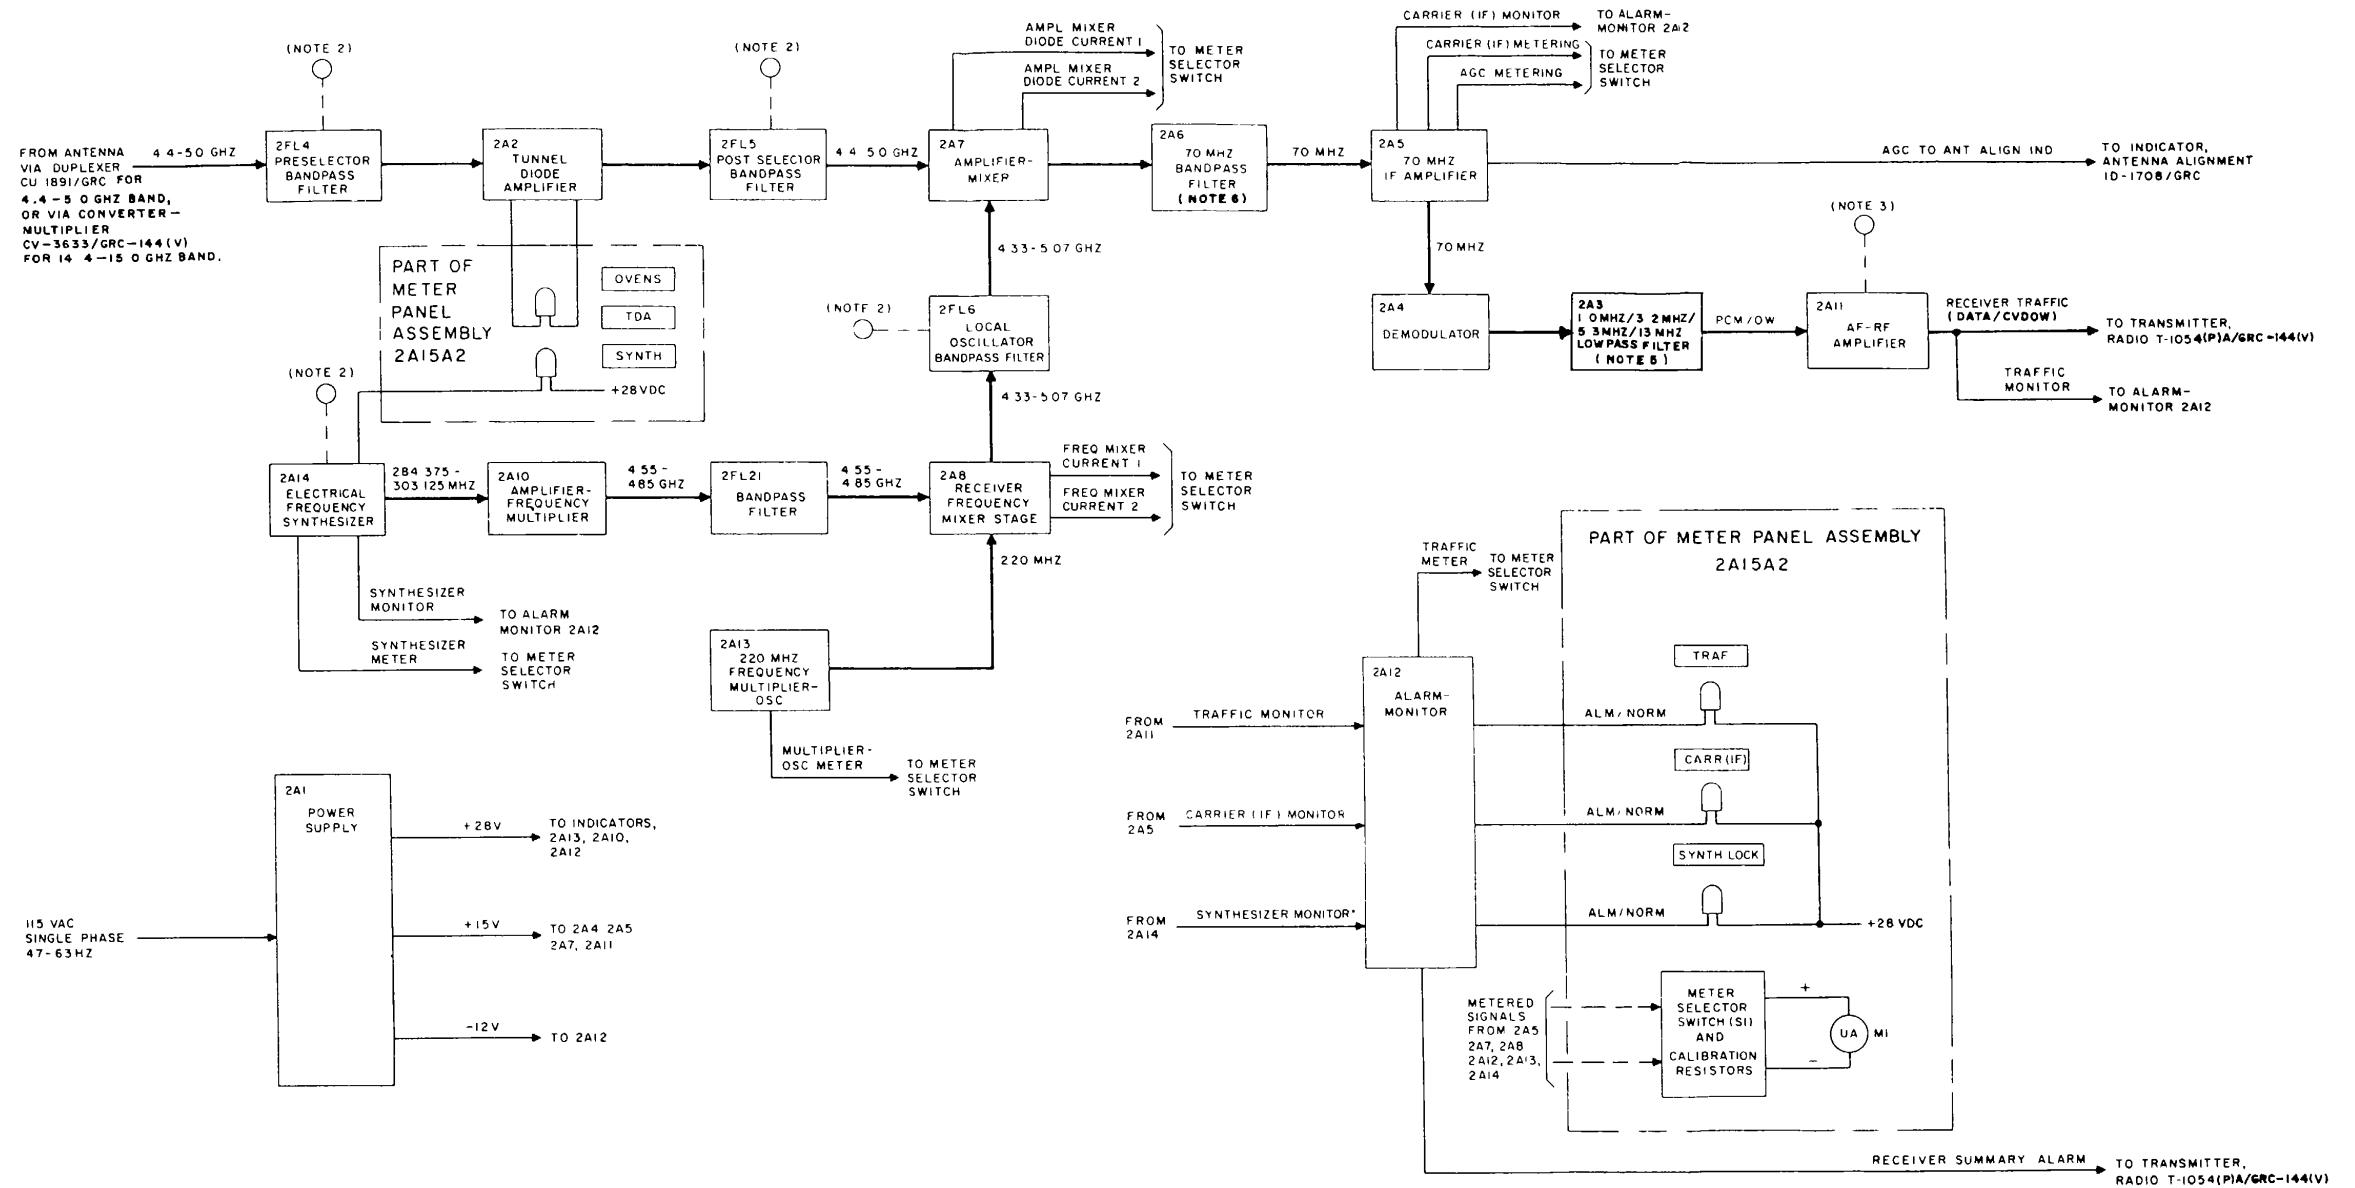 FROM ANTENNA
VIA DUPLEXER
CU 1891/GRC FOR
4.4-5 0 GHZ BAND,
OR VIA CONVERTER-
MULTIPLIER
CV-3633/GRC-144(V)
FOR 14 4-15 0 GHZ BAND.
4 4-5 0 GHZ
(NOTE 2)
2FL4
PRESELECTOR
BANDPASS
FILTER
2A2
TUNNEL
DIODE
AMPLIFIER
(NOTE 2)
2FL5
POST SELECTOR
BANDPASS
FILTER
4 4 5 0 GHZ
2A7
AMPLIFIER-
MIXER
AMPL MIXER
DIODE CURRENT 1
AMPL MIXER
DIODE CURRENT 2
TO METER
SELECTOR
SWITCH
2A6
70 MHZ
BANDPASS
FILTER
(NOTE 6)
70 MHZ
2A5
70 MHZ
IF AMPLIFIER
CARRIER (IF) MONITOR
TO ALARM-
MONITOR 2A12
CARRIER (IF) METERING
AGC METERING
TO METER
SELECTOR
SWITCH
AGC TO ANT ALIGN IND
TO INDICATOR,
ANTENNA ALIGNMENT
ID-1708/GRC
PART OF
METER
PANEL
ASSEMBLY
2A15A2
OVENS
TDA
SYNTH
+28VDC
4 33-5 07 GHZ
(NOTE 2)
2FL6
LOCAL
OSCILLATOR
BANDPASS FILTER
4 33-5 07 GHZ
70 MHZ
2A4
DEMODULATOR
2A3
1 0MHZ/3 2MHZ/
5 3MHZ/13 MHZ
LOWPASS FILTER
(NOTE 5)
PCM/OW
(NOTE 3)
2A11
AF-RF
AMPLIFIER
RECEIVER TRAFFIC
(DATA/CVDOW)
TO TRANSMITTER,
RADIO T-1054(P)A/GRC-144(V)
TRAFFIC
MONITOR
TO ALARM-
MONITOR 2A12
(NOTE 2)
2A14
ELECTRICAL
FREQUENCY
SYNTHESIZER
284 375-
303 125 MHZ
2A10
AMPLIFIER-
FREQUENCY
MULTIPLIER
4 55-
4 85 GHZ
2FL21
BANDPASS
FILTER
4 55-
4 85 GHZ
2A8
RECEIVER
FREQUENCY
MIXER STAGE
FREQ MIXER
CURRENT 1
FREQ MIXER
CURRENT 2
TO METER
SELECTOR
SWITCH
220 MHZ
SYNTHESIZER
MONITOR
TO ALARM
MONITOR 2A12
SYNTHESIZER
METER
TO METER
SELECTOR
SWITCH
2A13
220 MHZ
FREQUENCY
MULTIPLIER-
OSC
MULTIPLIER-
OSC METER
TO METER
SELECTOR
SWITCH
115 VAC
SINGLE PHASE
47-63HZ
2A1
POWER
SUPPLY
+28V
TO INDICATORS,
2A13, 2A10,
2A12
+15V
TO 2A4 2A5
2A7, 2A11
-12V
TO 2A12
TRAFFIC
METER
TO METER
SELECTOR
SWITCH
2A12
ALARM-
MONITOR
FROM
2A11
TRAFFIC MONITOR
FROM
2A5
CARRIER (IF) MONITOR
FROM
2A14
SYNTHESIZER MONITOR
PART OF METER PANEL ASSEMBLY
2A15A2
TRAF
ALM/NORM
CARR (IF)
ALM/NORM
SYNTH LOCK
ALM/NORM
+28 VDC
METERED
SIGNALS
FROM 2A5
2A7, 2A8
2A12, 2A13,
2A14
METER
SELECTOR
SWITCH (S1)
AND
CALIBRATION
RESISTORS
+
-
UA
M1
RECEIVER SUMMARY ALARM
TO TRANSMITTER,
RADIO T-1054(P)A/GRC-144(V)